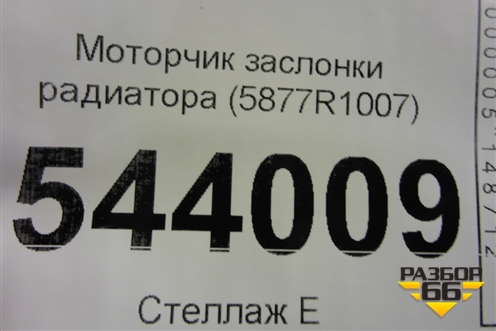 Моторчик заслонки
радиатора (5877R1007)
544009
Стеллаж Е
РАЗБОР
66